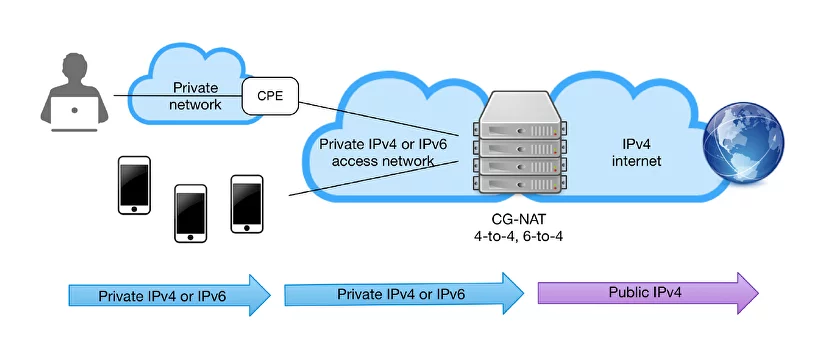 Private
network
CPE
Private IPv4 or IPv6
access network
IPv4
internet
CG-NAT
4-to-4, 6-to-4
Private IPv4 or IPv6
Private IPv4 or IPv6
Public IPv4